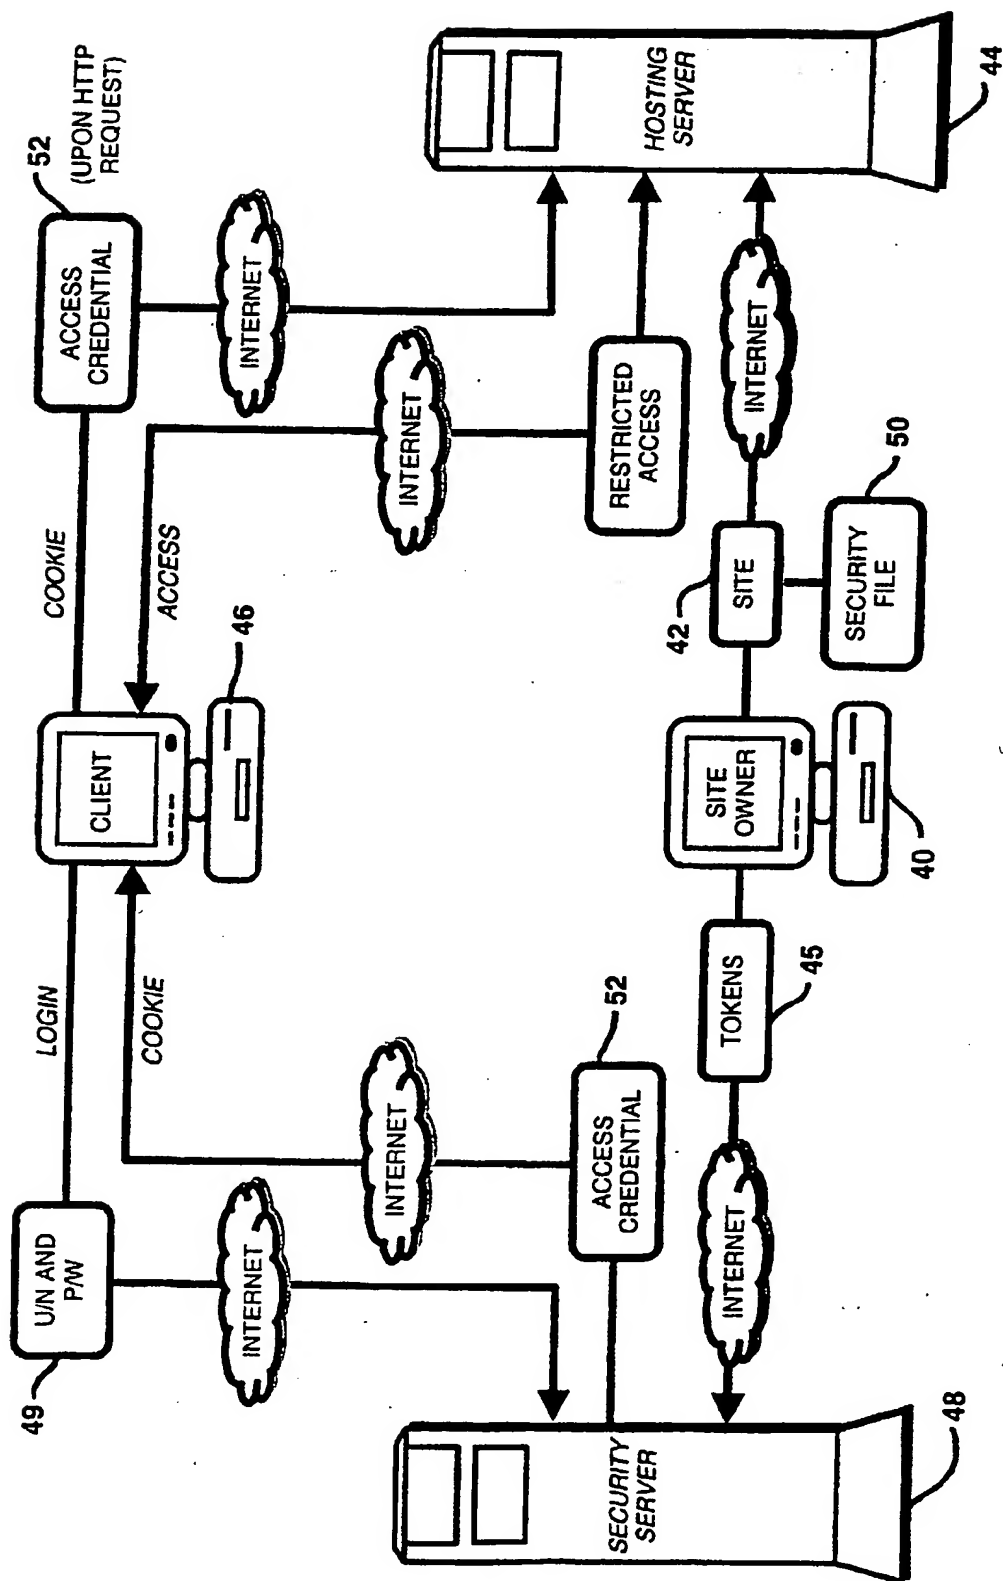 49
U/N AND
P/W
LOGIN
CLIENT
46
COOKIE
52
ACCESS
CREDENTIAL
(UPON HTTP
REQUEST)
COOKIE
ACCESS
INTERNET
INTERNET
INTERNET
INTERNET
SECURITY
SERVER
48
ACCESS
CREDENTIAL
52
RESTRICTED
ACCESS
HOSTING
SERVER
44
INTERNET
TOKENS
45
SITE
OWNER
40
42
SITE
INTERNET
SECURITY
FILE
50